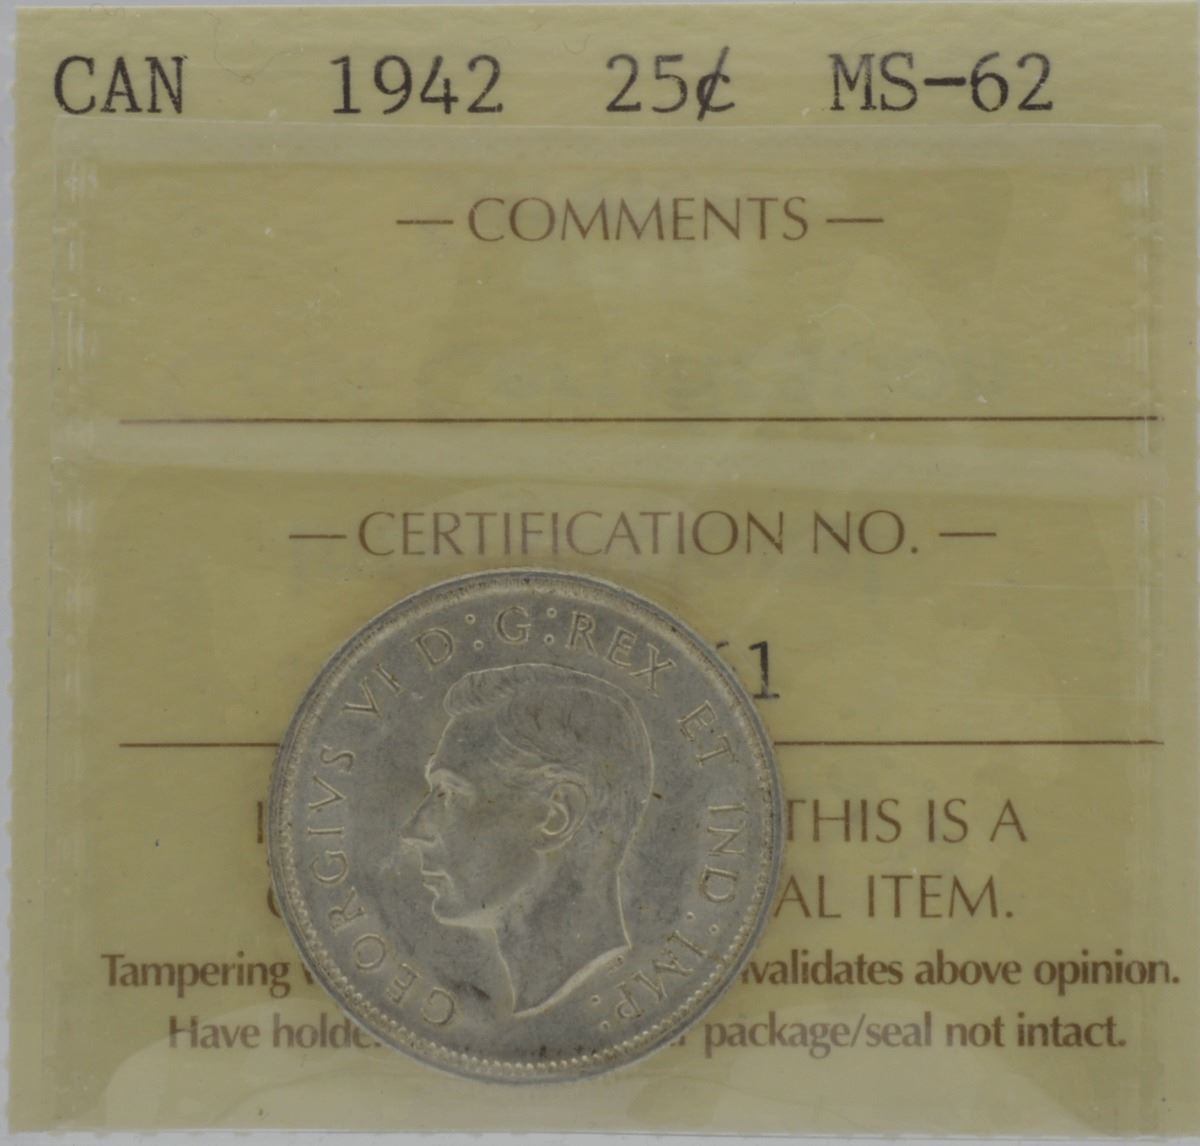 CAN 1942 25¢ MS-62
— COMMENTS —
— CERTIFICATION NO. —
61
GEORGIVS VI D:G:REX ET IND:IMP:
THIS IS A
AL ITEM.
Tampering validates above opinion.
Have holde package/seal not intact.